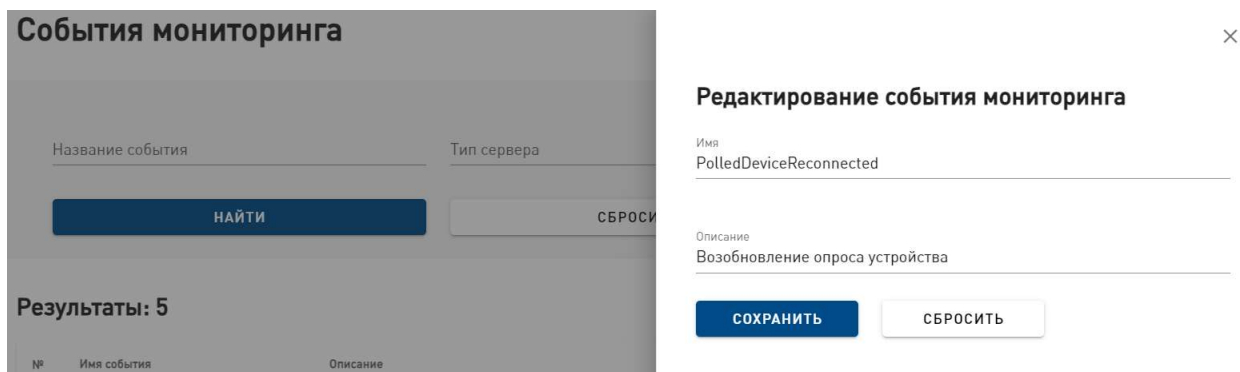 События мониторинга
Название события
Тип сервера
НАЙТИ
СБРОСИ
Результаты: 5
№ Имя события Описание
Редактирование события мониторинга
Имя
PolledDeviceReconnected
Описание
Возобновление опроса устройства
СОХРАНИТЬ СБРОСИТЬ